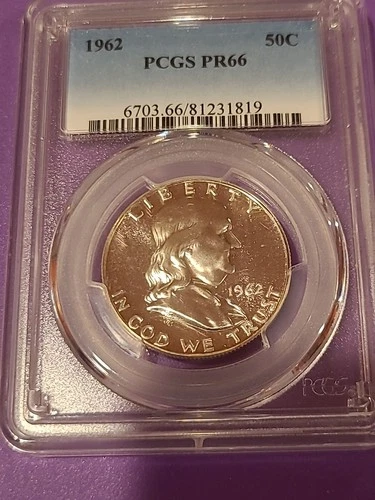 1962 50C
PCGS PR66
6703.66/81231819
LIBERTY
1962
IN GOD WE TRUST
PCGS